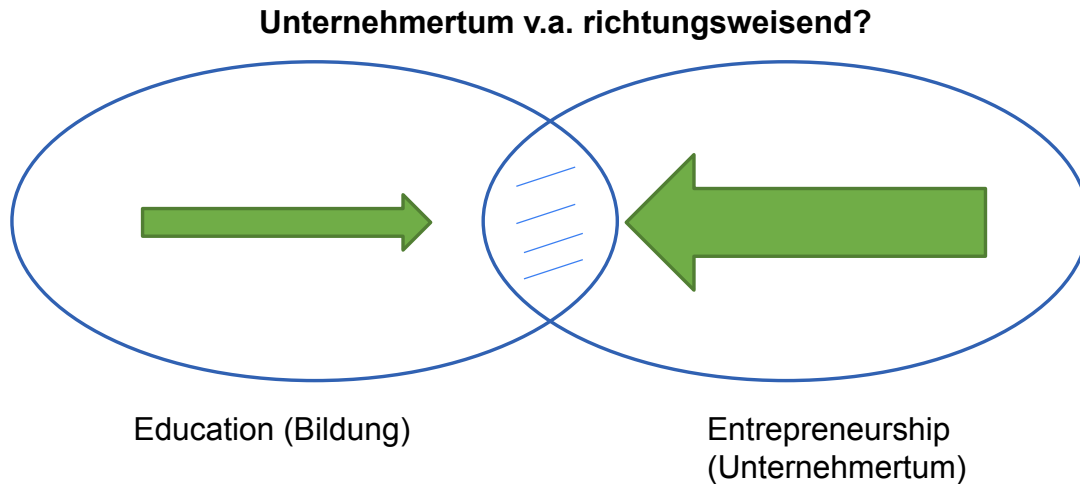 Unternehmertum v.a. richtungsweisend?
Education (Bildung)
Entrepreneurship
(Unternehmertum)